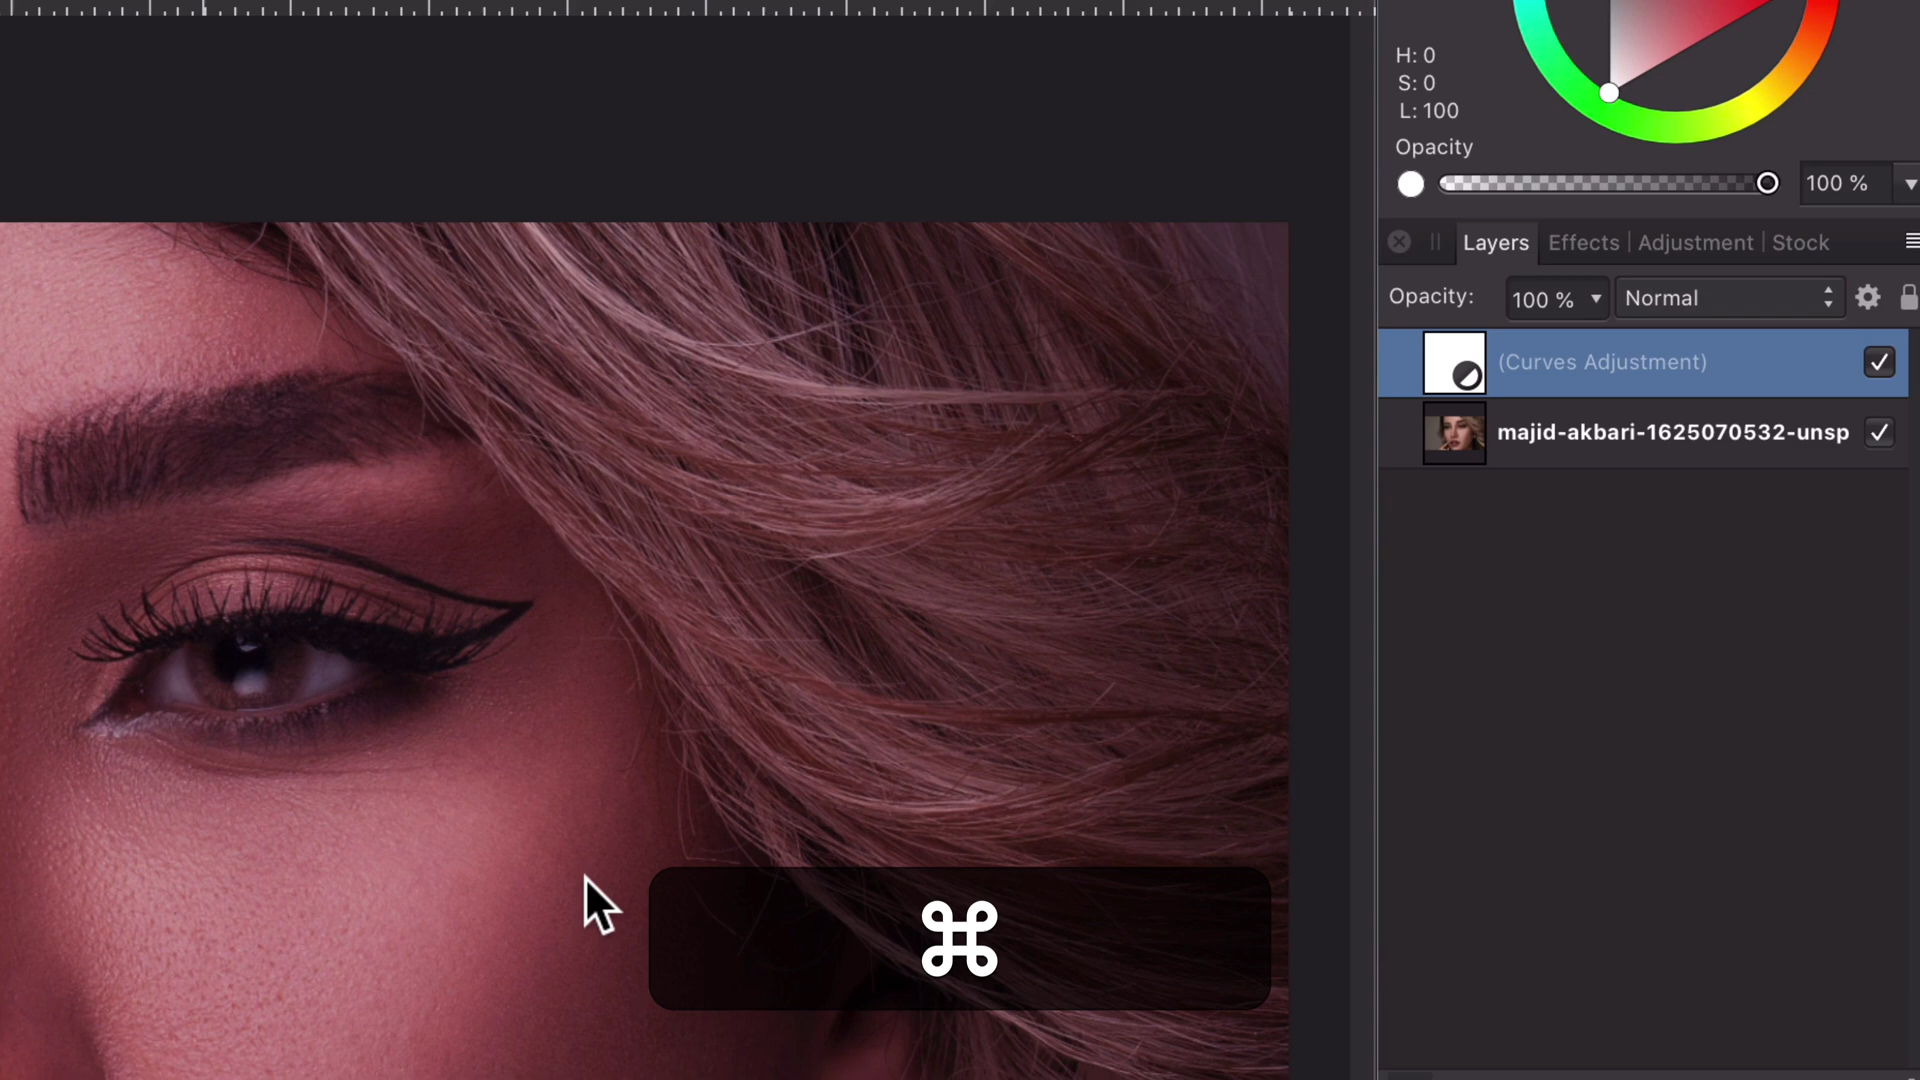 H: 0
S: 0
L: 100
Opacity
100 %
Layers Effects Adjustment Stock
Opacity: 100 % Normal
(Curves Adjustment)
majid-akbari-1625070532-unsp
⌘